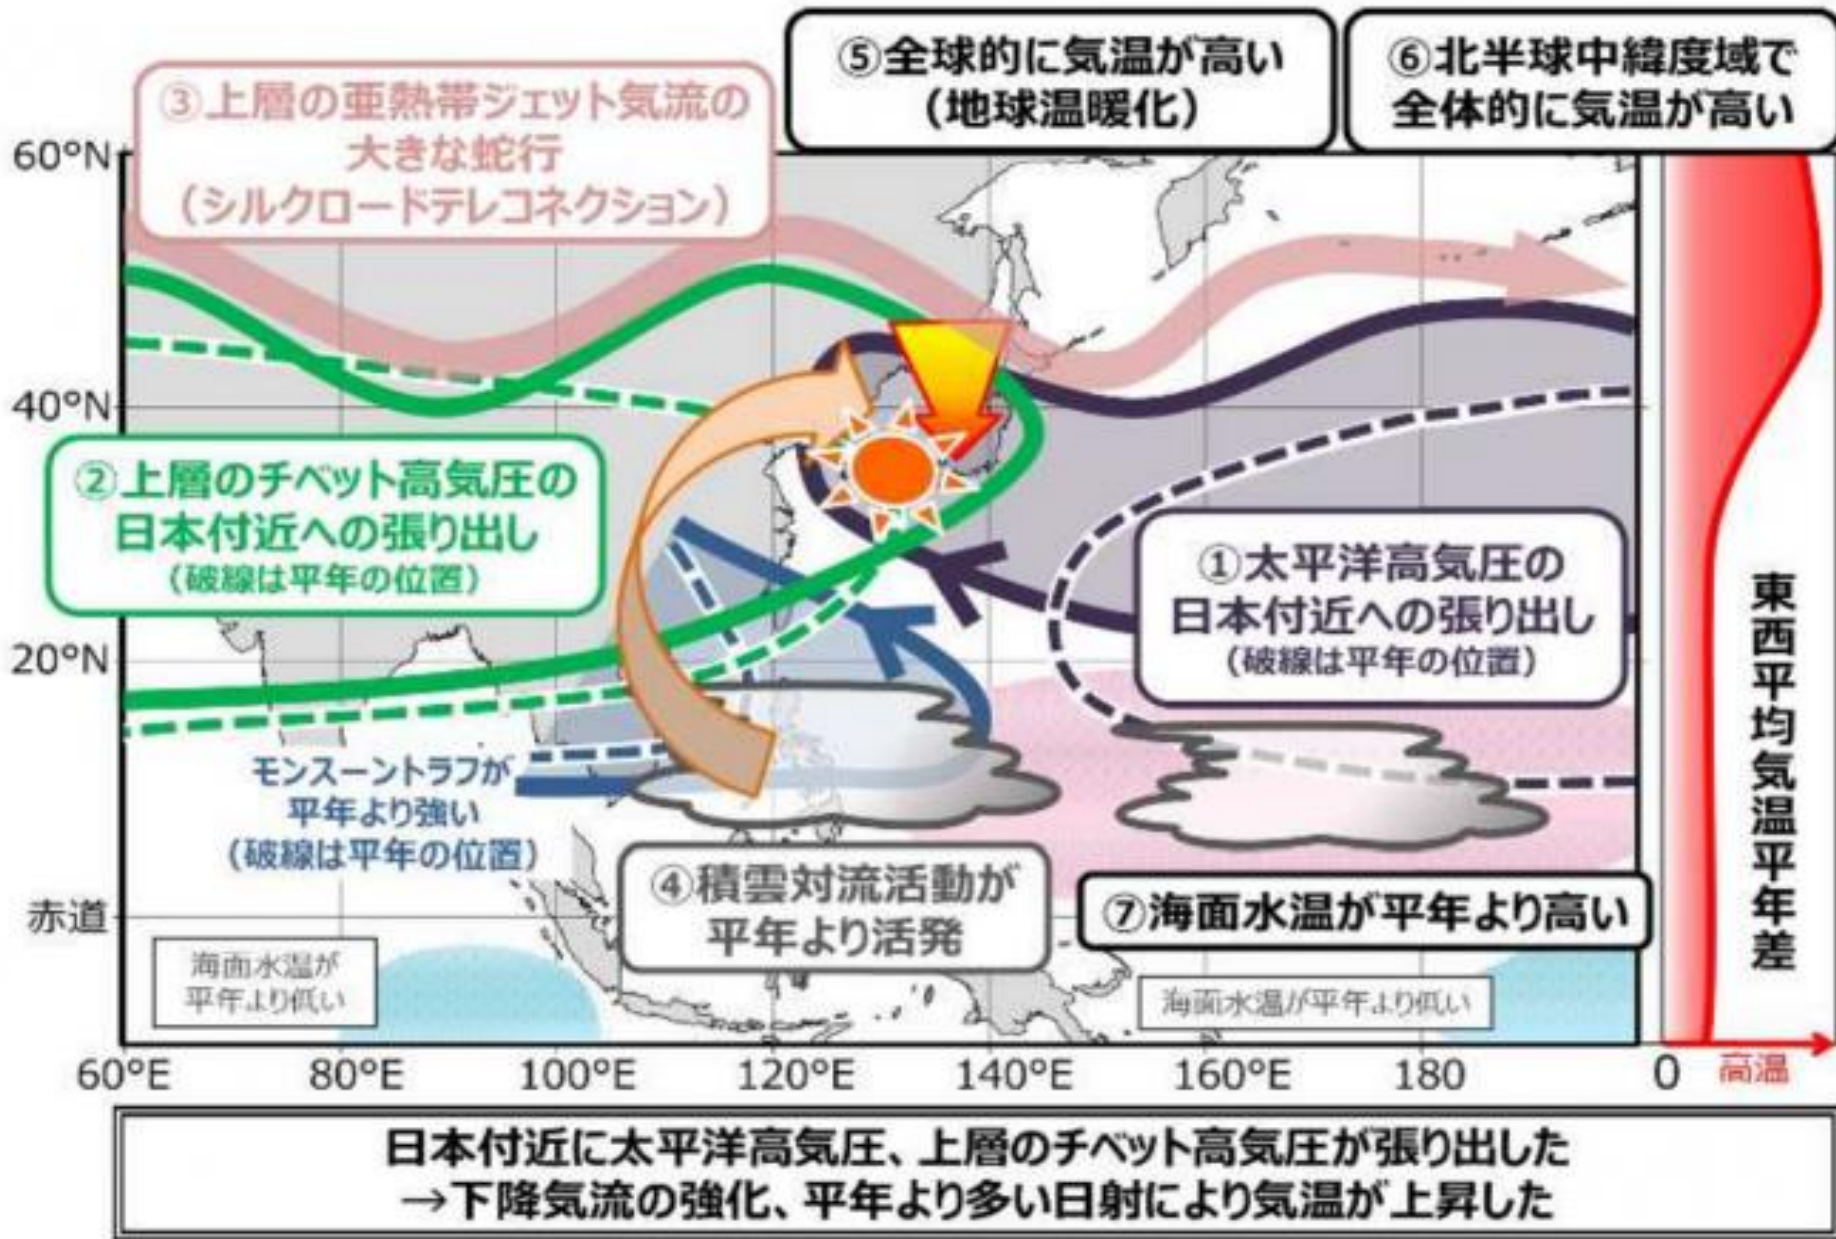 ⑤全球的に気温が高い
(地球温暖化)
⑥北半球中緯度域で
全体的に気温が高い
③上層の亜熱帯ジェット気流の
大きな蛇行
(シルクロードテレコネクション)
60°N
40°N
②上層のチベット高気圧の
日本付近への張り出し
(破線は平年の位置)
①太平洋高気圧の
日本付近への張り出し
(破線は平年の位置)
20°N
モンスーントラフが
平年より強い
(破線は平年の位置)
④積雲対流活動が
平年より活発
⑦海面水温が平年より高い
赤道
海面水温が
平年より低い
海面水温が平年より低い
東西平均気温平年差
60°E
80°E
100°E
120°E
140°E
160°E
180
0
高温
日本付近に太平洋高気圧、上層のチベット高気圧が張り出した
→下降気流の強化、平年より多い日射により気温が上昇した